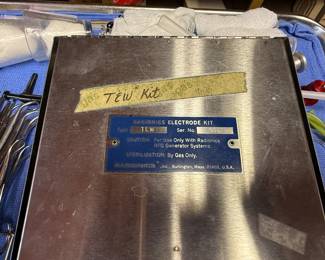 TEW Kit
RADIONICS ELECTRODE KIT
Type TEW Ser. No.
CAUTION: For Use Only With Radionics
RFG Generator Systems.
STERILIZATION: By Gas Only.
RADIONICS, Inc., Burlington, Mass. 01803, U.S.A.